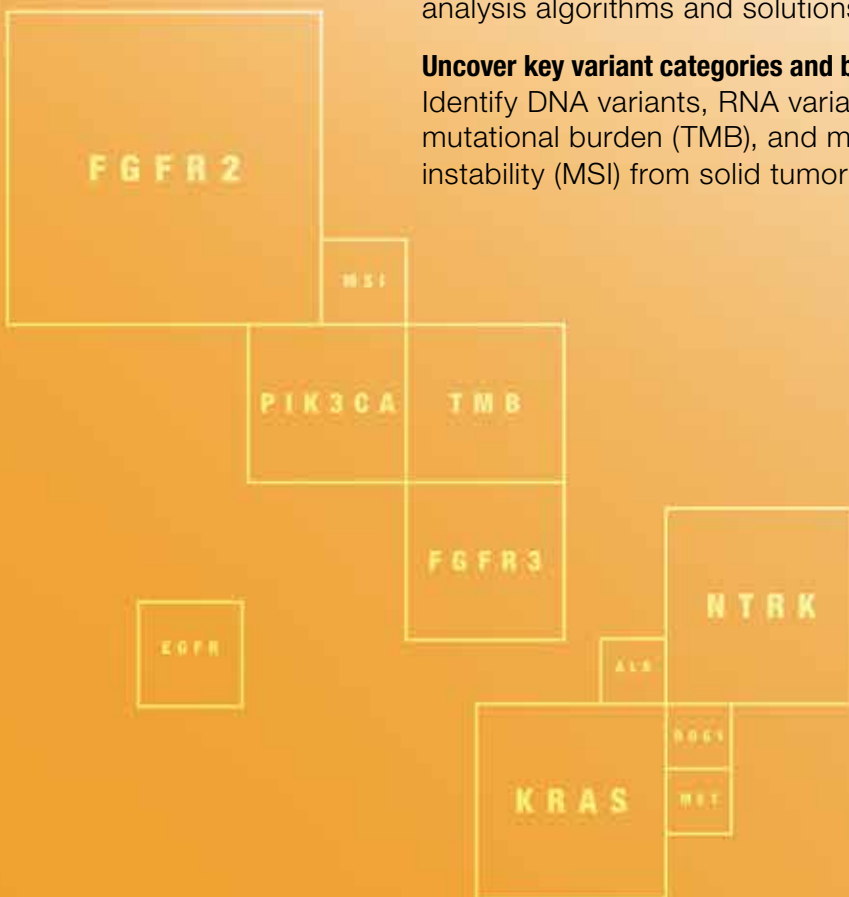 analysis algorithms and solutions
Uncover key variant categories and b
Identify DNA variants, RNA varia
mutational burden (TMB), and m
instability (MSI) from solid tumor
FGFR2
MSI
PIK3CA TMB
FGFR3
NTRK
EGFR
ALK
ROS1
KRAS
MET